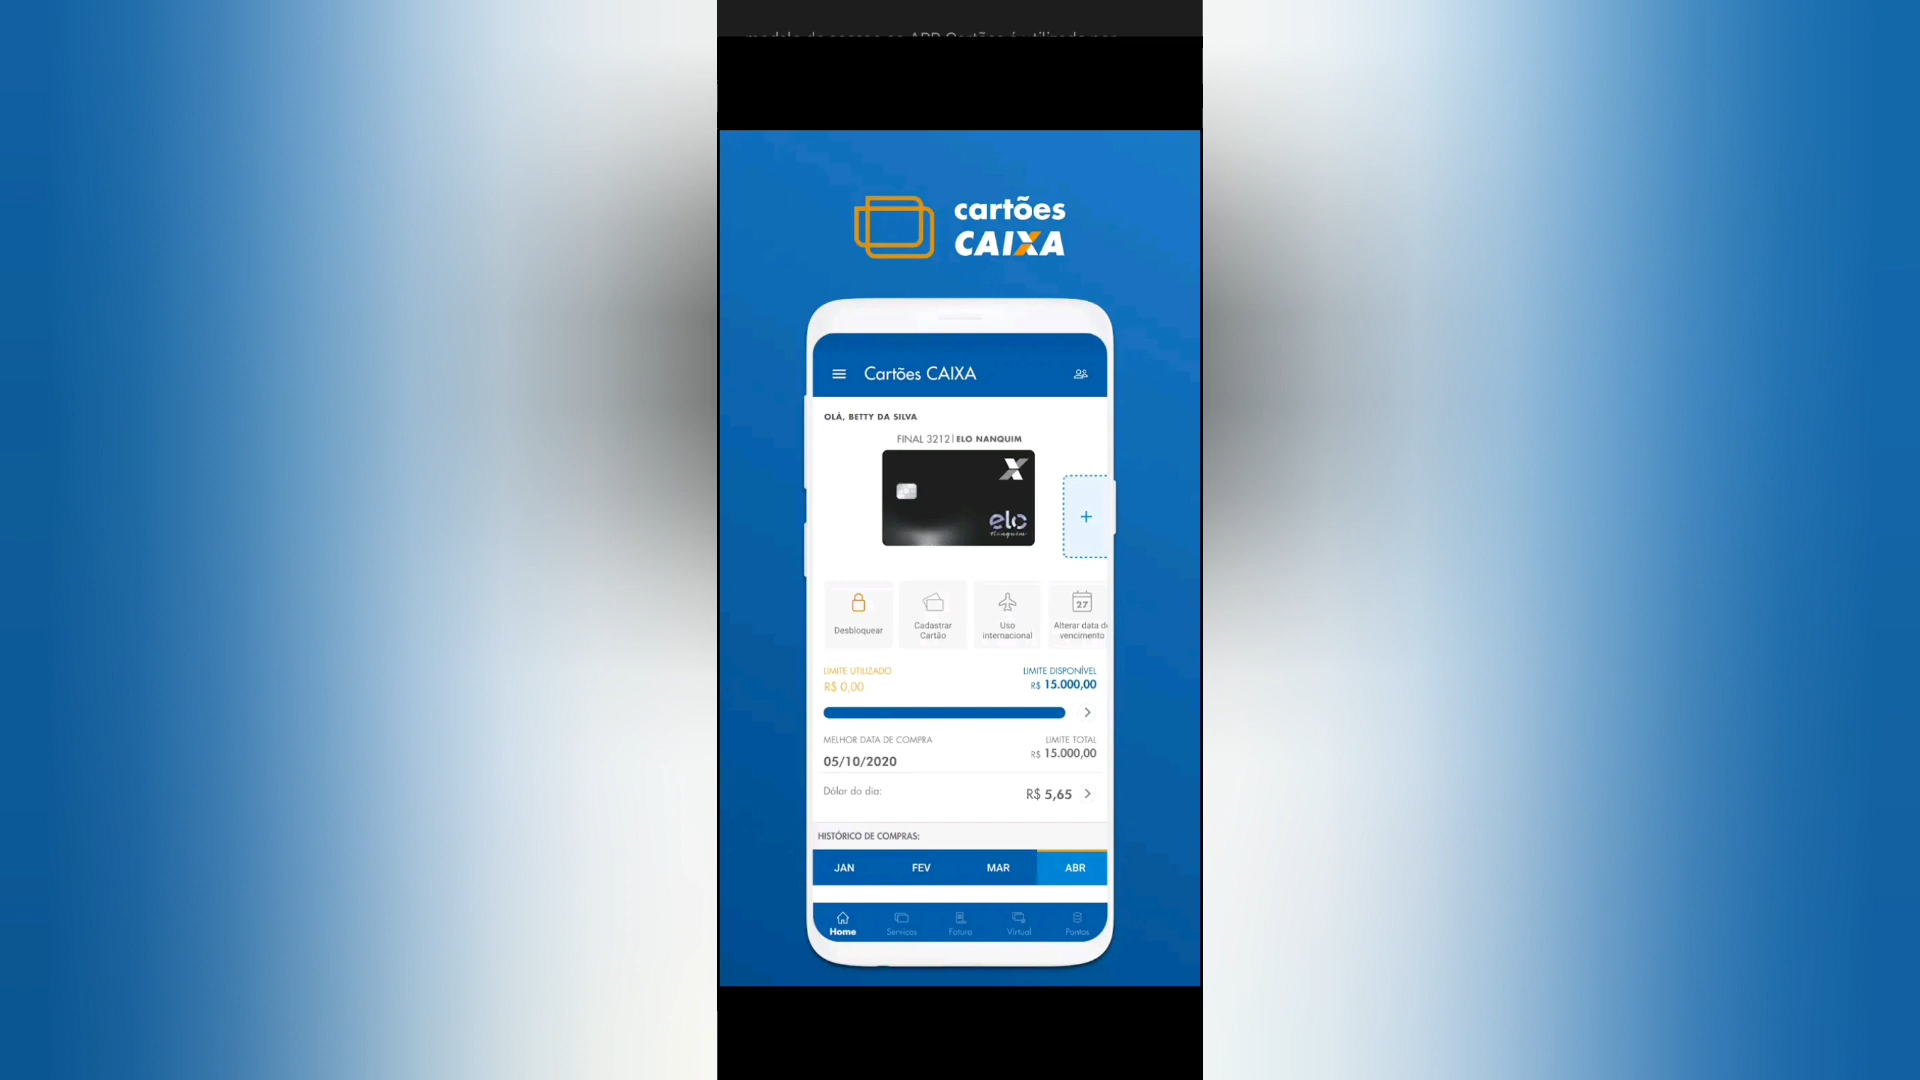 cartões
CAIXA
Cartões CAIXA
OLÁ, BETTY DA SILVA
FINAL 3212 | ELO NANQUIM
elo
Nanquim
+
Desbloquear
Cadastrar
Cartão
Uso
internacional
27
Alterar data d
vencimento
LIMITE UTILIZADO
LIMITE DISPONÍVEL
R$ 0,00
R$ 15.000,00
MELHOR DATA DE COMPRA
LIMITE TOTAL
05/10/2020
R$ 15.000,00
Dólar do dia:
R$ 5,65
HISTÓRICO DE COMPRAS:
JAN
FEV
MAR
ABR
Home
Serviços
Fatura
Virtual
Pontos